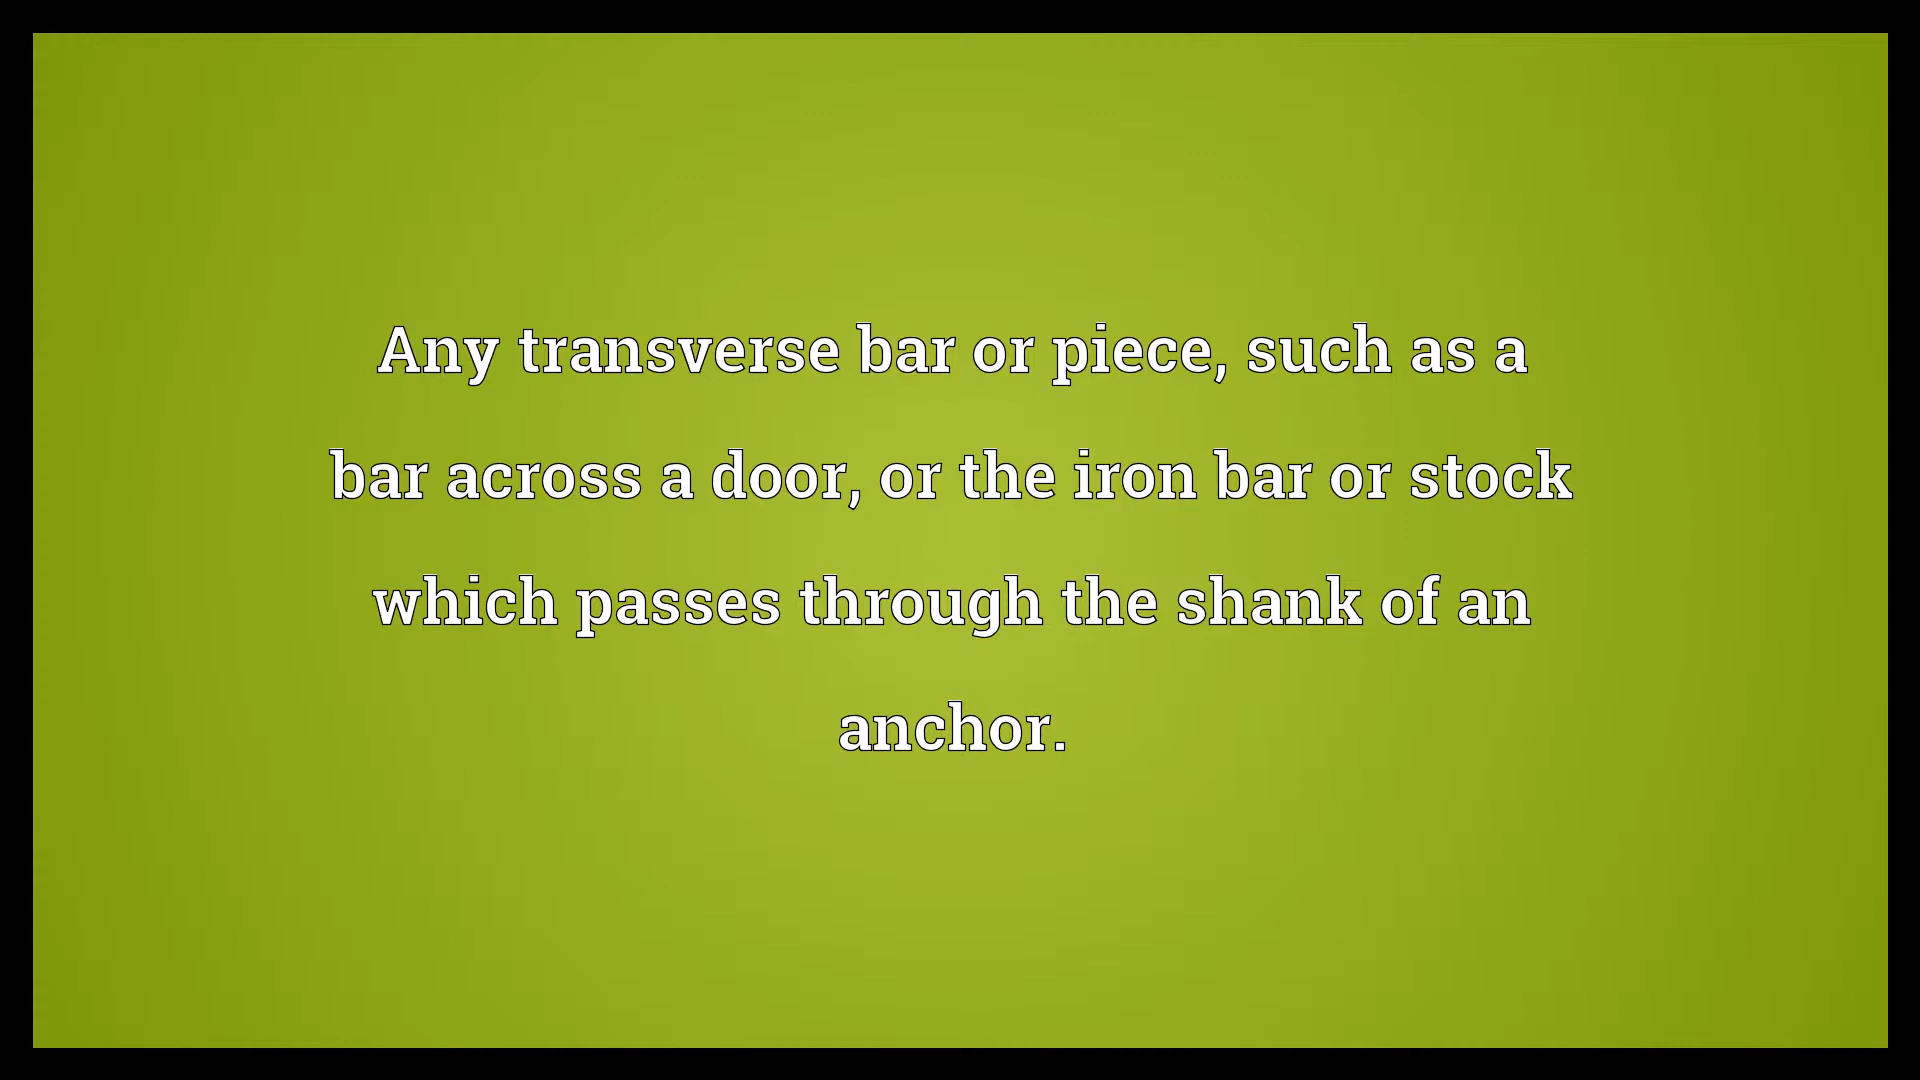 Any transverse bar or piece, such as a
bar across a door, or the iron bar or stock
which passes through the shank of an
anchor.